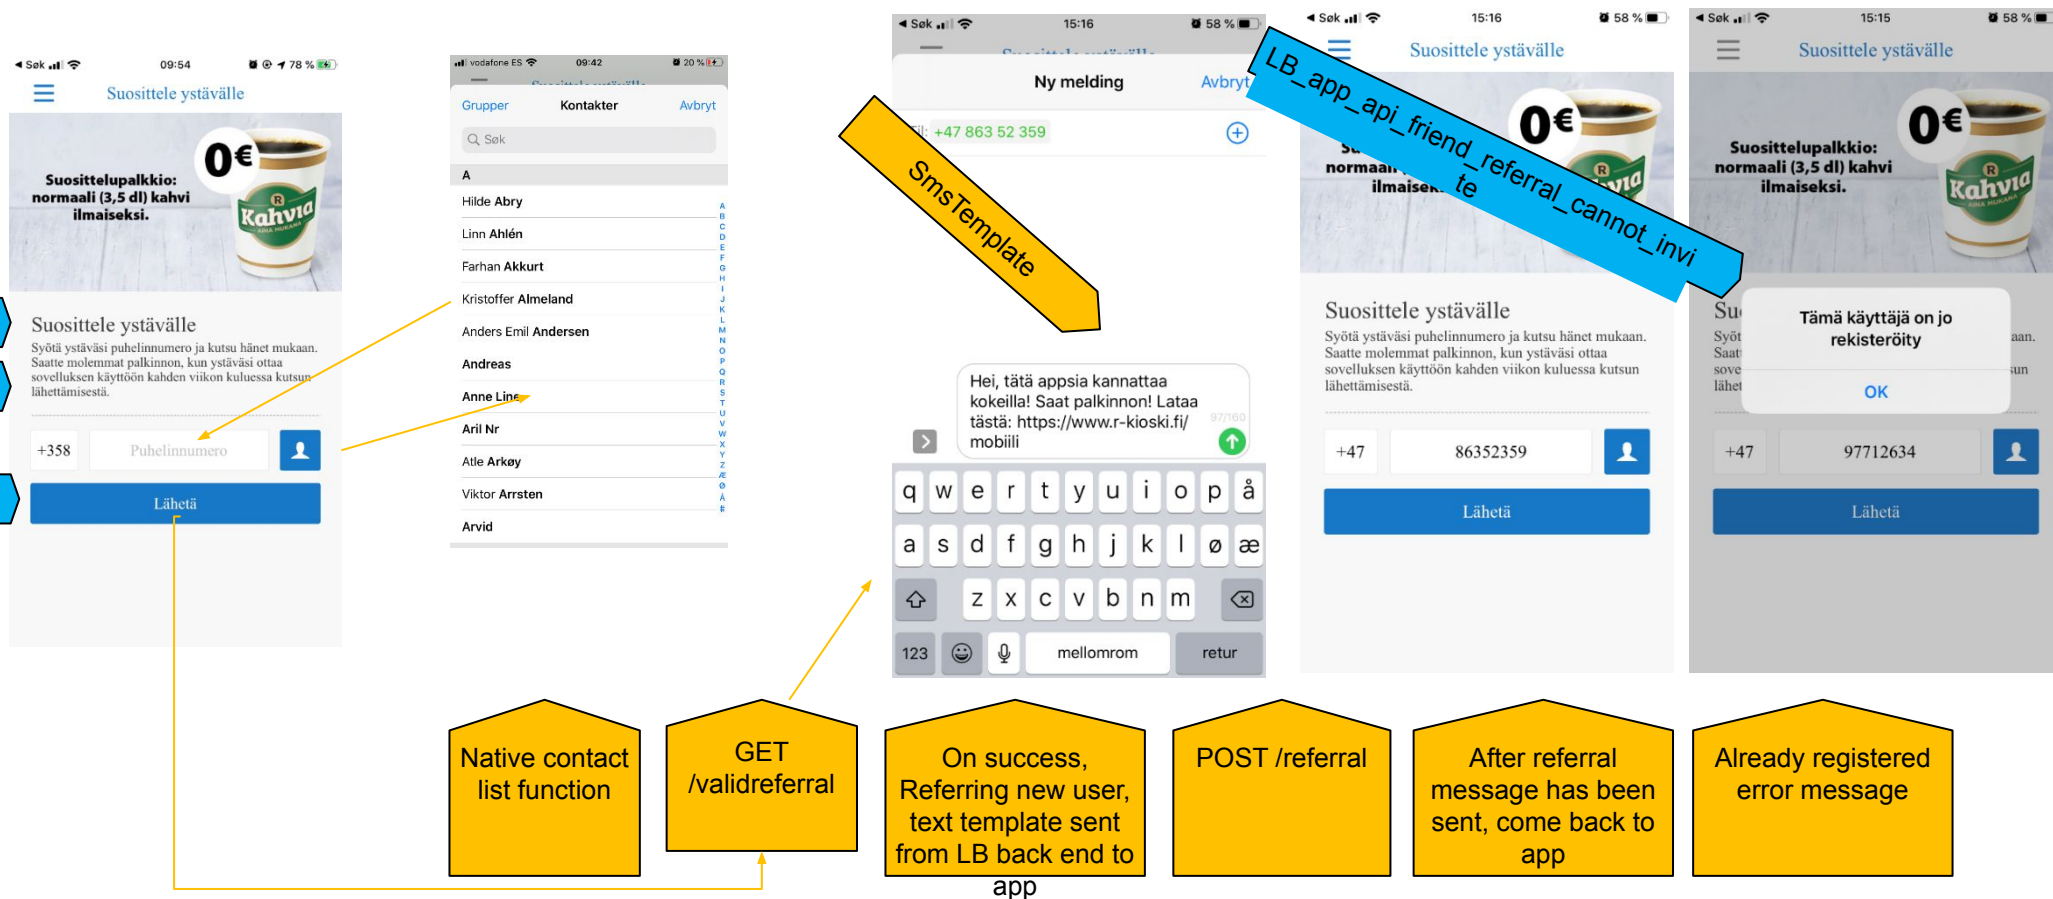 Søk
09:54
78 %
Suosittele ystävälle
0€
Suosittelupalkkio:
normaali (3,5 dl) kahvi
ilmaiseksi.
R
Kahvia
AINA MUKANA
Suosittele ystävälle
Syötä ystäväsi puhelinnumero ja kutsu hänet mukaan.
Saatte molemmat palkinnon, kun ystäväsi ottaa
sovelluksen käyttöön kahden viikon kuluessa kutsun
lähettämisestä.
+358
Puhelinnumero
Lähetä
vodafone ES
09:42
20 %
Grupper
Kontakter
Avbryt
Søk
A
Hilde Abry
Linn Ahlén
Farhan Akkurt
Kristoffer Almeland
Anders Emil Andersen
Andreas
Anne Line
Aril Nr
Atle Arkøy
Viktor Arrsten
Arvid
A
B
C
D
E
F
G
H
I
J
K
L
M
N
O
P
Q
R
S
T
U
V
W
X
Y
Z
Æ
Ø
Å
#
Søk
15:16
58 %
Ny melding
Avbryt
Til: +47 863 52 359
SmsTemplate
Hei, tätä appsia kannattaa
kokeilla! Saat palkinnon! Lataa
tästä: https://www.r-kioski.fi/
mobiili
97/160
q w e r t y u i o p å
a s d f g h j k l ø æ
z x c v b n m
123
mellomrom
retur
Søk
15:16
58 %
Suosittele ystävälle
LB_app_api_friend_referral_cannot_invi
te
0€
normaali
ilmaiseksi.
Suosittele ystävälle
Syötä ystäväsi puhelinnumero ja kutsu hänet mukaan.
Saatte molemmat palkinnon, kun ystäväsi ottaa
sovelluksen käyttöön kahden viikon kuluessa kutsun
lähettämisestä.
+47
86352359
Lähetä
Søk
15:15
58 %
Suosittele ystävälle
0€
Suosittelupalkkio:
normaali (3,5 dl) kahvi
ilmaiseksi.
R
Kahvia
AINA MUKANA
Tämä käyttäjä on jo
rekisteröity
OK
+47
97712634
Lähetä
Native contact
list function
GET
/validreferral
On success,
Referring new user,
text template sent
from LB back end to
app
POST /referral
After referral
message has been
sent, come back to
app
Already registered
error message